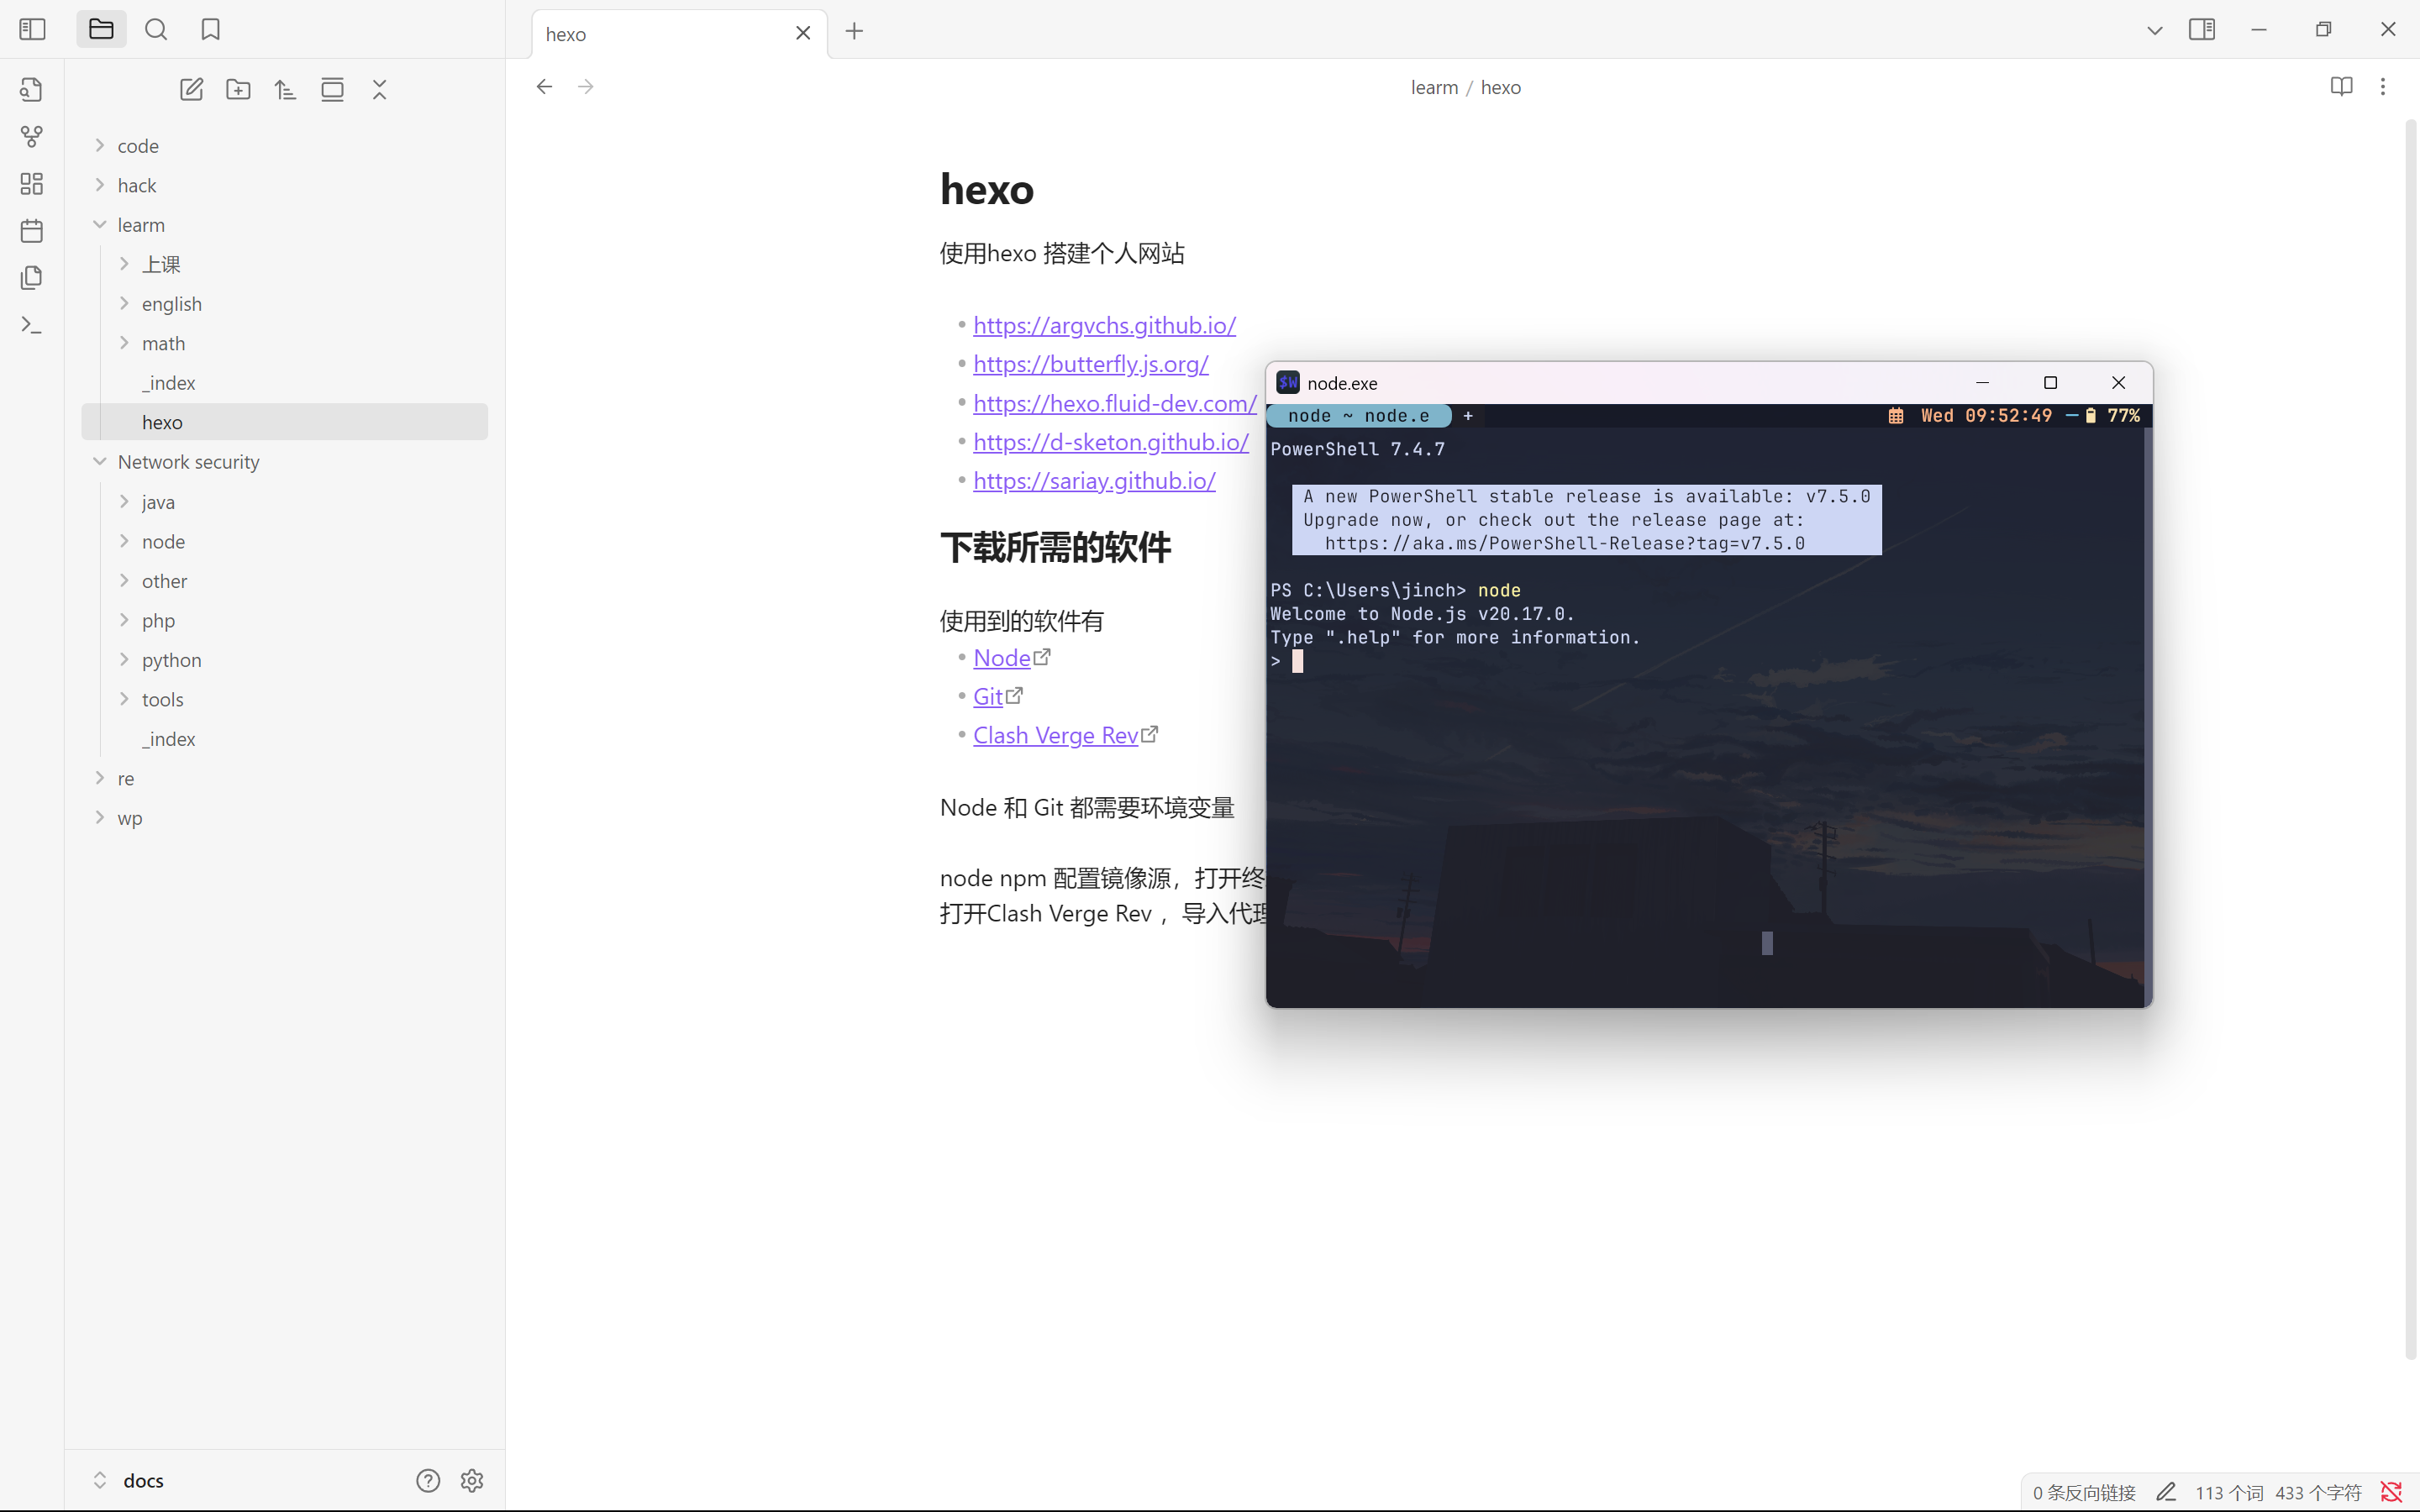 hexo
learm / hexo
code
hack
learm
上课
english
math
_index
hexo
Network security
java
node
other
php
python
tools
_index
re
wp
docs
hexo
使用hexo 搭建个人网站
https://argvchs.github.io/
https://butterfly.js.org/
https://hexo.fluid-dev.com/
https://d-sketon.github.io/
https://sariay.github.io/
下载所需的软件
使用到的软件有
Node
Git
Clash Verge Rev
Node 和 Git 都需要环境变量
node npm 配置镜像源，打开终
打开Clash Verge Rev ，导入代理
$W node.exe
node ~ node.e + Wed 09:52:49 77%
PowerShell 7.4.7
A new PowerShell stable release is available: v7.5.0
Upgrade now, or check out the release page at:
https://aka.ms/PowerShell-Release?tag=v7.5.0
PS C:\Users\jinch> node
Welcome to Node.js v20.17.0.
Type ".help" for more information.
>
0 条反向链接 113 个词 433 个字符